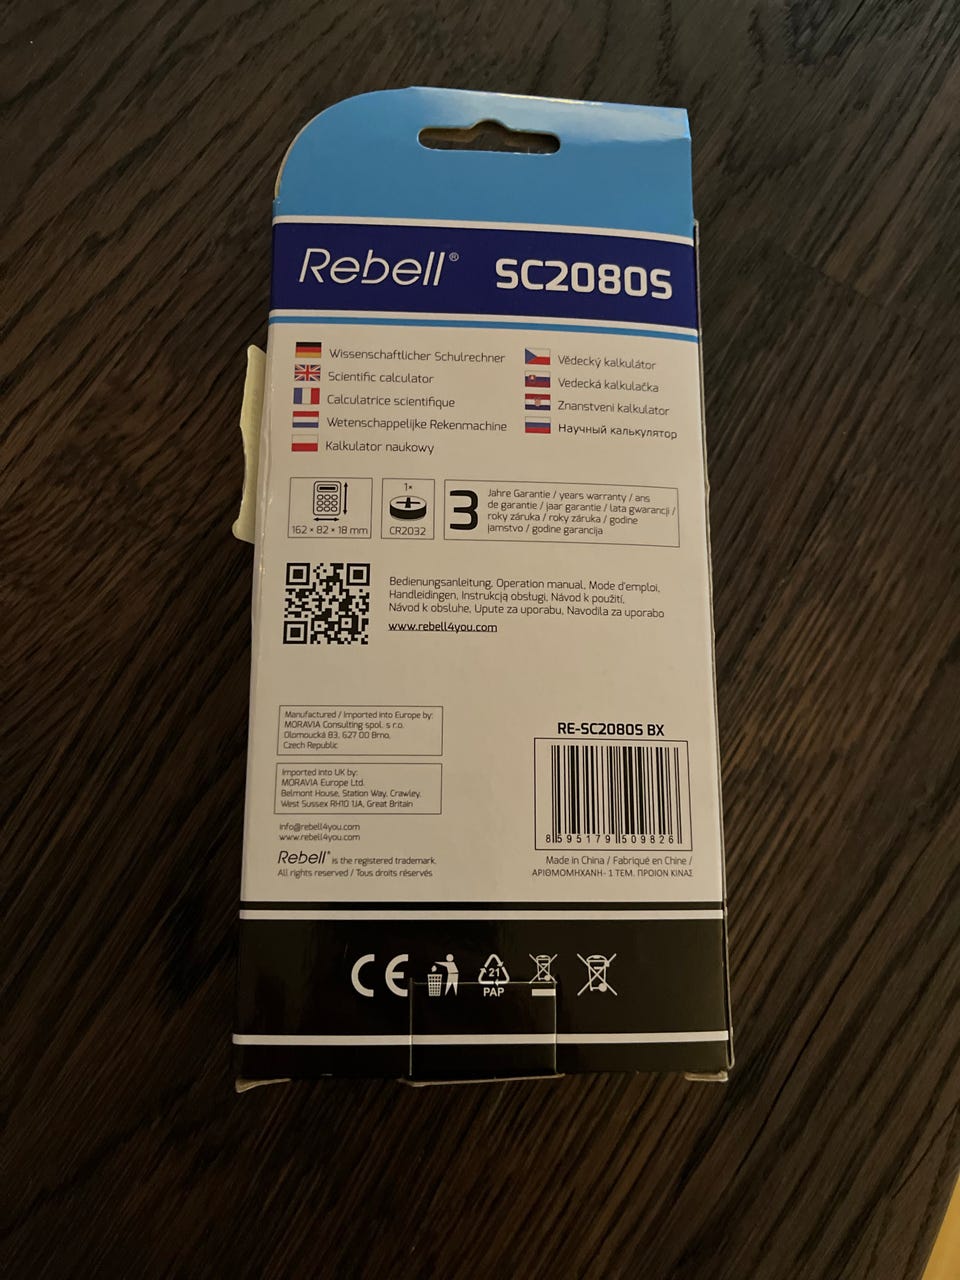 Rebell® SC2080S
Wissenschaftlicher Schulrechner
Scientific calculator
Calculatrice scientifique
Wetenschappelijke Rekenmachine
Kalkulator naukowy
Vědecký kalkulátor
Vedecká kalkulačka
Znanstveni kalkulator
Научный калькулятор
162 × 82 × 18 mm
1×
CR2032
3
Jahre Garantie / years warranty / ans
de garantie / jaar garantie / lata gwarancji /
roky záruka / roky záruka / godine
jamstvo / godine garancija
Bedienungsanleitung, Operation manual, Mode d'emploi,
Handleidingen, Instrukcją obsługi, Návod k použití,
Návod k obsluhe, Upute za uporabu, Navodila za uporabo
www.rebell4you.com
Manufactured / Imported into Europe by:
MORAVIA Consulting spol. s r.o.
Olomoucká 83, 627 00 Brno,
Czech Republic
Imported into UK by:
MORAVIA Europe Ltd.
Belmont House, Station Way, Crawley,
West Sussex RH10 1JA, Great Britain
info@rebell4you.com
www.rebell4you.com
Rebell® is the registered trademark.
All rights reserved / Tous droits réservés
RE-SC2080S BX
8 595179 509826
Made in China / Fabriqué en Chine /
ΑΡΙΘΜΟΜΗΧΑΝΗ- 1 ΤΕΜ. ΠΡΟΙΟΝ ΚΙΝΑΣ
CE
21
PAP